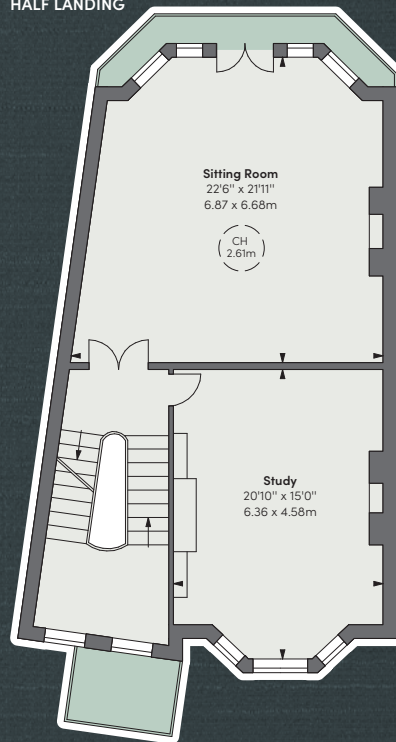 HALF LANDING
Sitting Room
22'6" x 21'11"
6.87 x 6.68m
CH
2.61m
Study
20'10" x 15'0"
6.36 x 4.58m